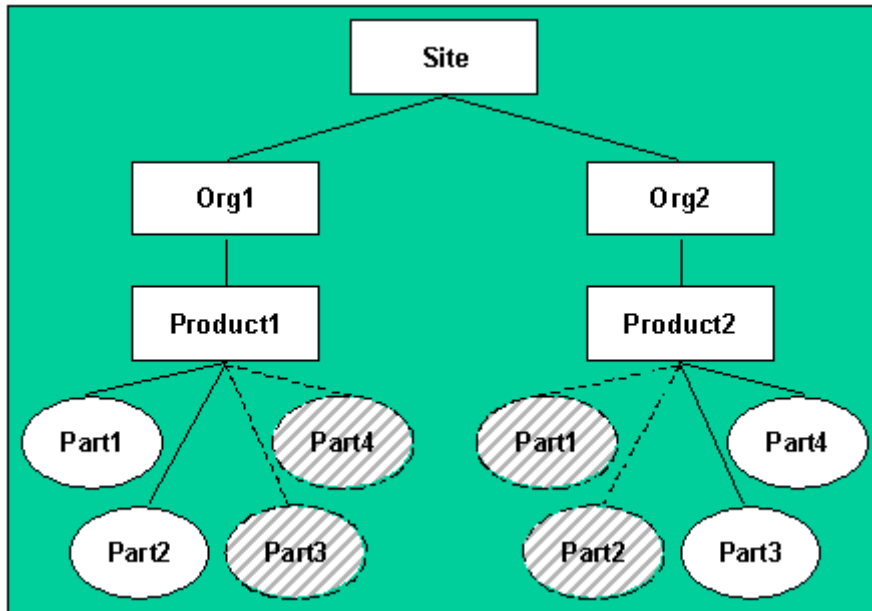 Site
Org1
Org2
Product1
Product2
Part1
Part4
Part1
Part4
Part2
Part3
Part2
Part3